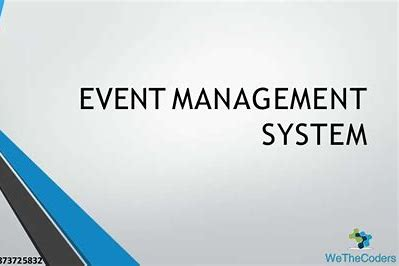 EVENT MANAGEMENT
SYSTEM
373725832
WeTheCoders